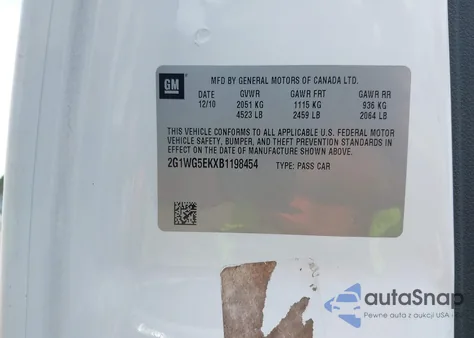 GM
MFD BY GENERAL MOTORS OF CANADA LTD.
DATE GVWR GAWR FRT GAWR RR
12/10 2051 KG 1115 KG 936 KG
4523 LB 2459 LB 2064 LB
THIS VEHICLE CONFORMS TO ALL APPLICABLE U.S. FEDERAL MOTOR
VEHICLE SAFETY, BUMPER, AND THEFT PREVENTION STANDARDS IN
EFFECT ON THE DATE OF MANUFACTURE SHOWN ABOVE.
2G1WG5EKXB1198454 TYPE: PASS CAR
autoSnap
Pewne auta z aukcji USA i